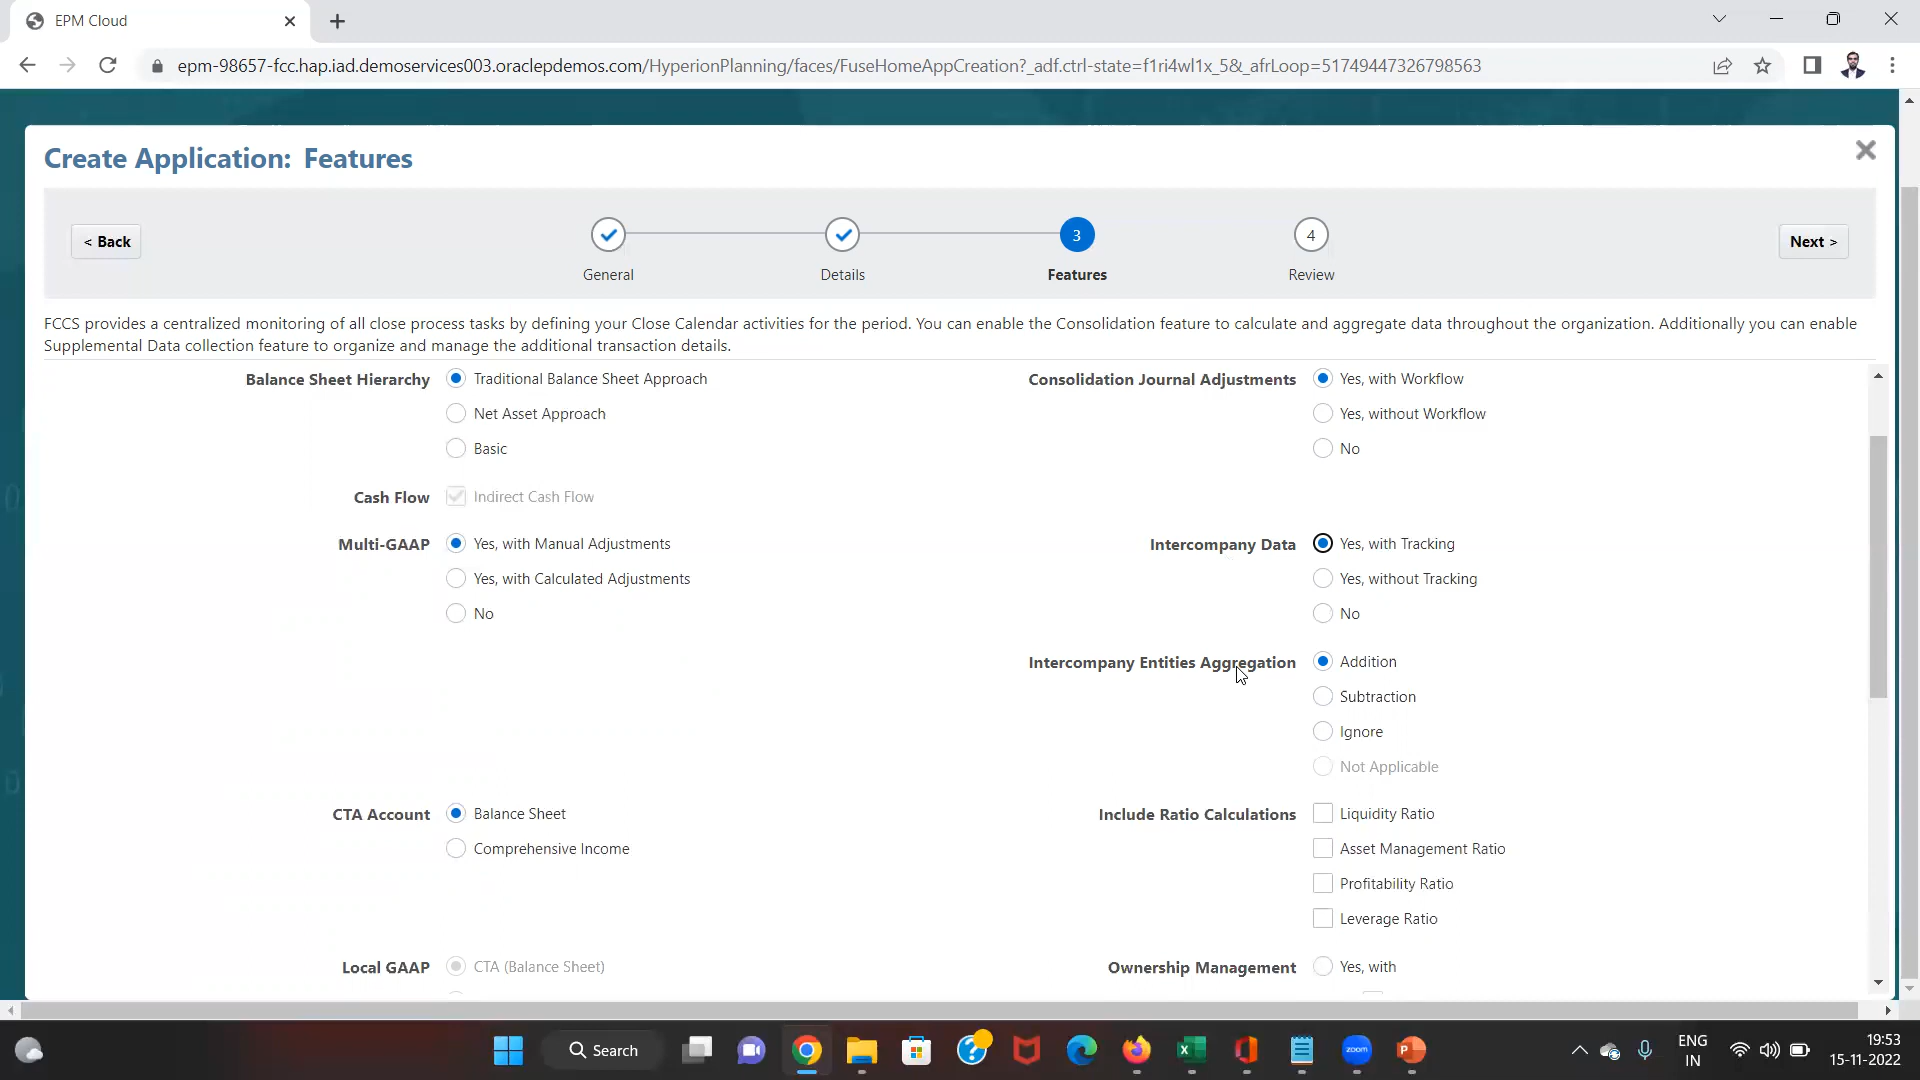 EPM Cloud
epm-98657-fcc.hap.iad.demoservices003.oraclepdemos.com/HyperionPlanning/faces/FuseHomeAppCreation?_adf.ctrl-state=f1ri4wl1x_5&_afrLoop=51749447326798563
Create Application: Features
< Back
3
4
Next >
General
Details
Features
Review
FCCS provides a centralized monitoring of all close process tasks by defining your Close Calendar activities for the period. You can enable the Consolidation feature to calculate and aggregate data throughout the organization. Additionally you can enable
Supplemental Data collection feature to organize and manage the additional transaction details.
Balance Sheet Hierarchy
Traditional Balance Sheet Approach
Net Asset Approach
Basic
Consolidation Journal Adjustments
Yes, with Workflow
Yes, without Workflow
No
Cash Flow
Indirect Cash Flow
Multi-GAAP
Yes, with Manual Adjustments
Yes, with Calculated Adjustments
No
Intercompany Data
Yes, with Tracking
Yes, without Tracking
No
Intercompany Entities Aggregation
Addition
Subtraction
Ignore
Not Applicable
CTA Account
Balance Sheet
Comprehensive Income
Include Ratio Calculations
Liquidity Ratio
Asset Management Ratio
Profitability Ratio
Leverage Ratio
Local GAAP
CTA (Balance Sheet)
Ownership Management
Yes, with
Search
zoom
ENG
IN
19:53
15-11-2022